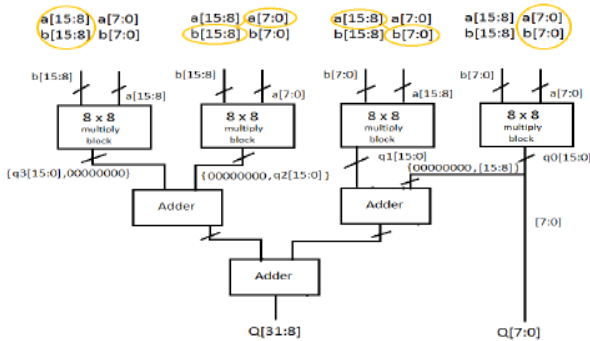 a[15:8] a[7:0] a[15:8] a[7:0] a[15:8] a[7:0] a[15:8] a[7:0]
b[15:8] b[7:0] b[15:8] b[7:0] b[15:8] b[7:0] b[15:8] b[7:0]
b[15:8] b[15:8] b[7:0] b[7:0]
a[15:8] a[7:0] a[15:8] a[7:0]
8 x 8 8 x 8 8 x 8 8 x 8
multiply multiply multiply multiply
block block block block
q1[15:0] q0[15:0]
{q3[15:0],00000000} {00000000,q2[15:0]} {00000000,[15:8]}
Adder Adder
[7:0]
Adder
Q[31:8] Q[7:0]